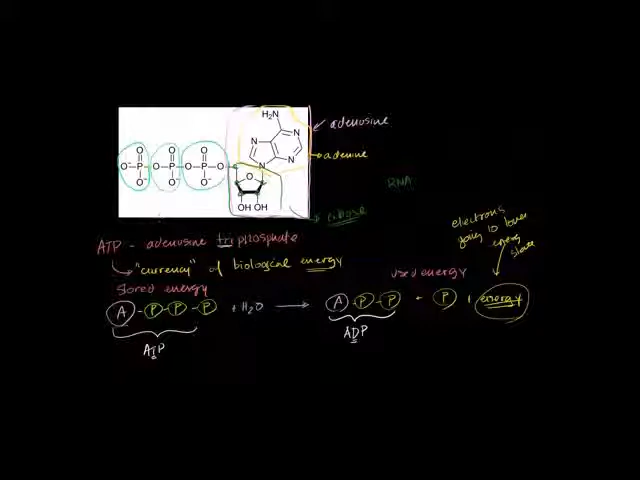 H₂N
adenosine
N
N
adenine
O
O
O
N
N
O⁻ P O P O P O
O
RNA
O⁻
O⁻
O⁻
OH OH
ribose
electrons
going to lower
energy
state
ATP - adenosine triphosphate
"currency" of biological energy
stored energy
used energy
A - P - P - P + H₂O → A - P - P + P + energy
ATP
ADP